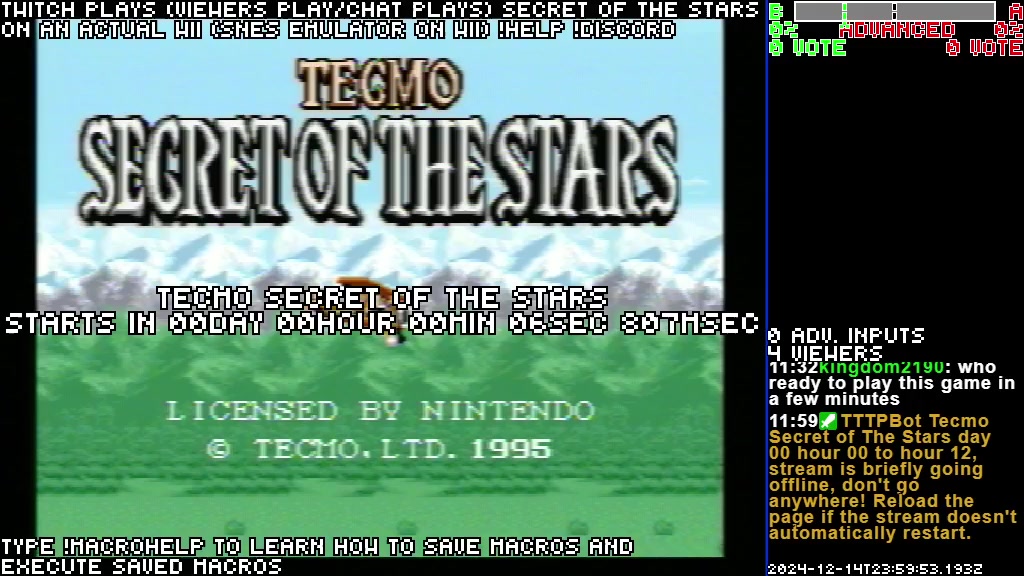 TWITCH PLAYS (VIEWERS PLAY/CHAT PLAYS) SECRET OF THE STARS
ON AN ACTUAL WII (SNES EMULATOR ON WII) !HELP !DISCORD
TECMO
SECRET OF THE STARS
TECMO SECRET OF THE STARS
STARTS IN 00DAY 00HOUR 00MIN 06SEC 807MSEC
LICENSED BY NINTENDO
© TECMO,LTD. 1995
TYPE !MACROHELP TO LEARN HOW TO SAVE MACROS AND
EXECUTE SAVED MACROS
B A
0% ADVANCED 0%
0 VOTE 0 VOTE
0 ADV. INPUTS
4 VIEWERS
11:32 kingdom2190: who
ready to play this game in
a few minutes
11:59 TTTPBot Tecmo
Secret of The Stars day
00 hour 00 to hour 12,
stream is briefly going
offline, don't go
anywhere! Reload the
page if the stream doesn't
automatically restart.
2024-12-14T23:59:53.193Z